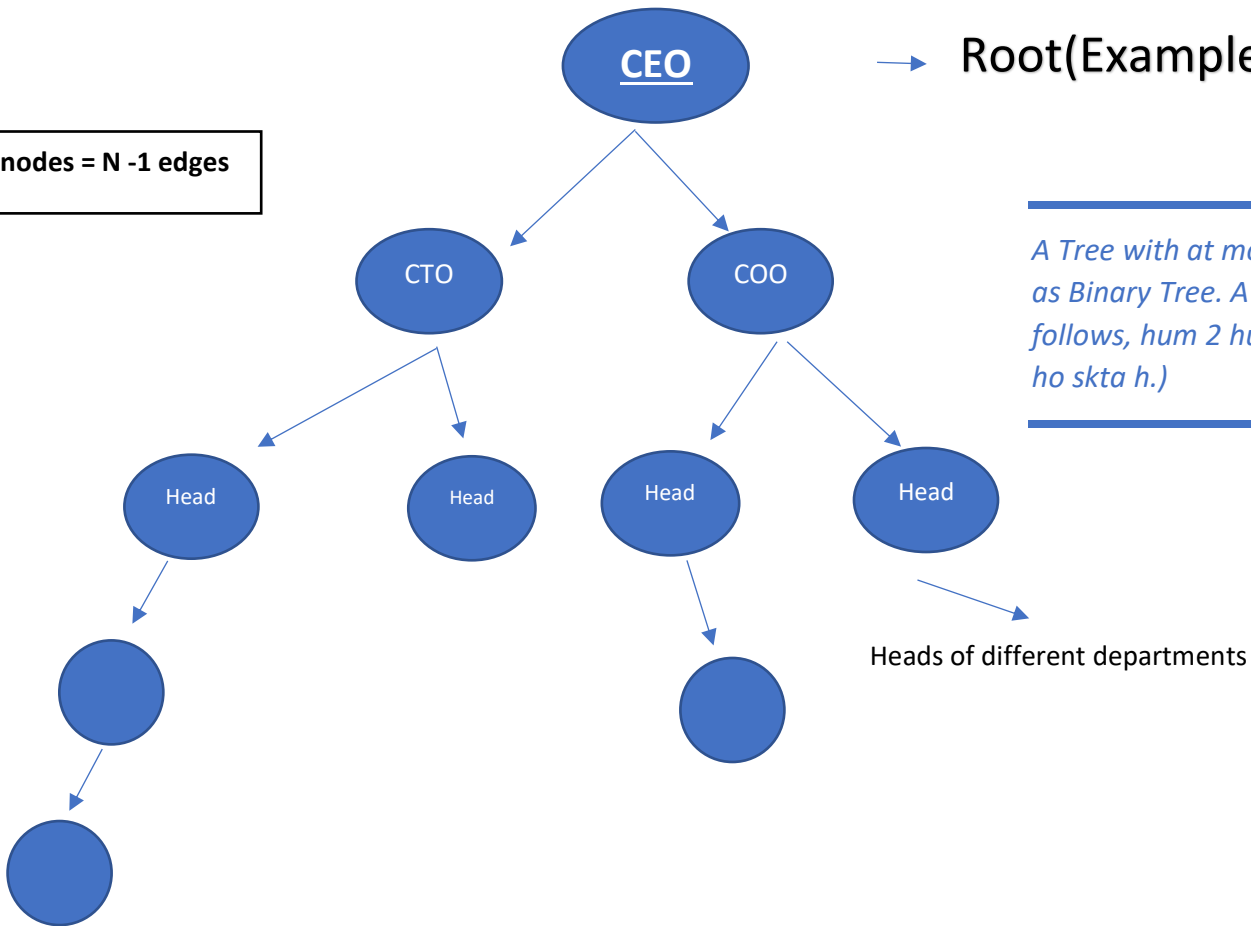 CEO
Root(Example
nodes = N -1 edges
A Tree with at
as Binary Tree. A
follows, hum 2
ho skta h.)
CTO
COO
Head
Head
Head
Head
Heads of different departments